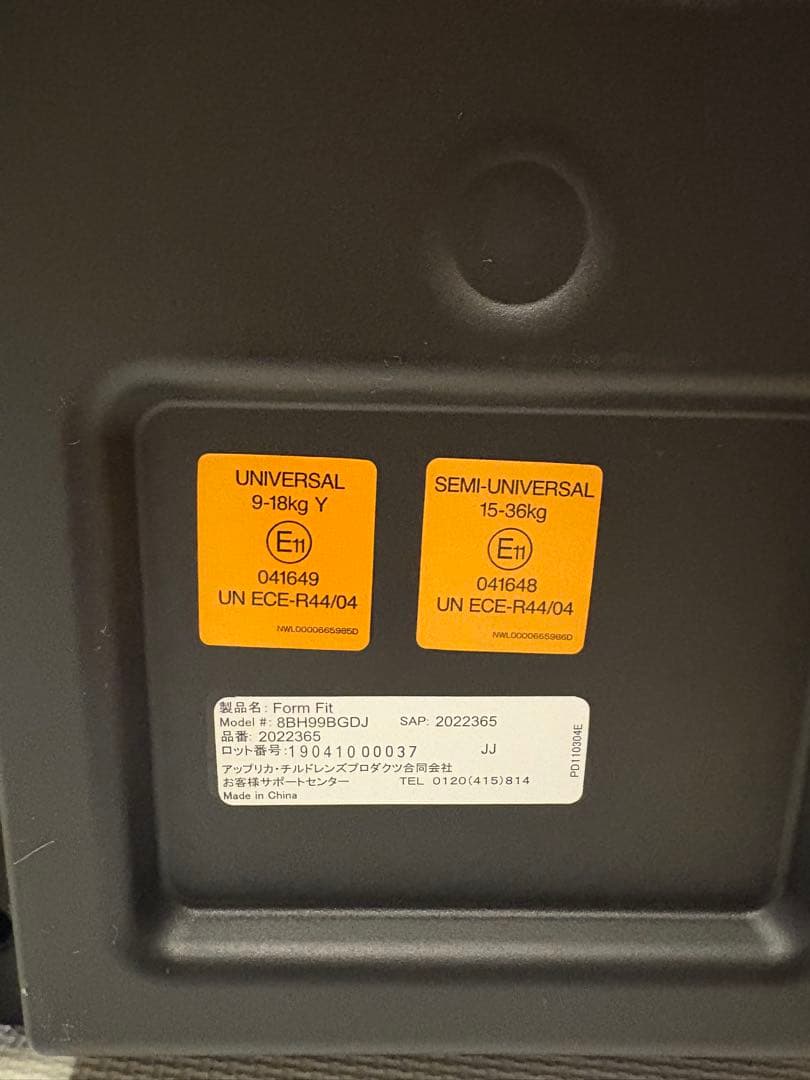 UNIVERSAL
9-18kg Y
E11
041649
UN ECE-R44/04
NWL0000665985D
SEMI-UNIVERSAL
15-36kg
E11
041648
UN ECE-R44/04
NWL0000665986D
製品名: Form Fit
Model #: 8BH99BGDJ SAP: 2022365
品番: 2022365
ロット番号:19041000037 JJ
アップリカ・チルドレンズプロダクツ合同会社
お客様サポートセンター TEL 0120(415)814
Made in China
PD110304E